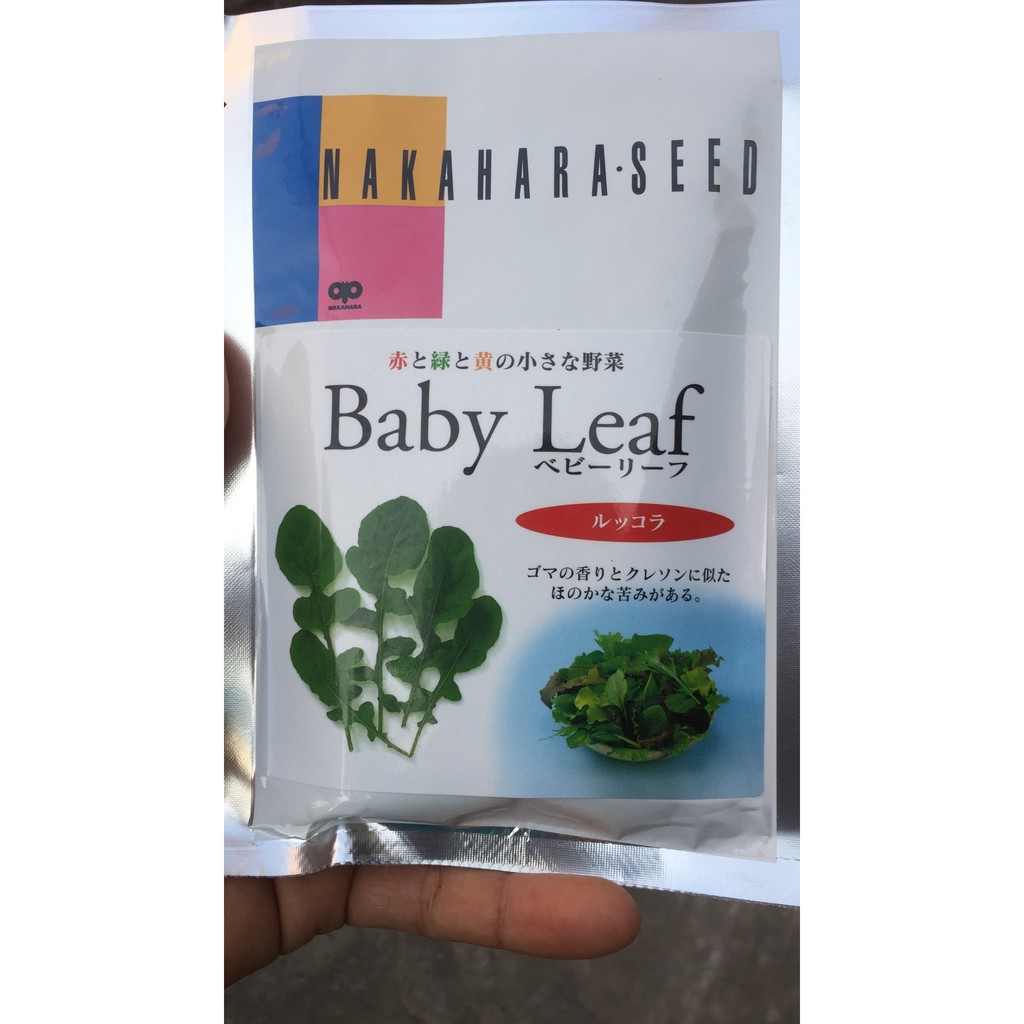 NAKAHARA·SEED
NAKAHARA
赤と緑と黄の小さな野菜
Baby Leaf
ベビーリーフ
ルッコラ
ゴマの香りとクレソンに似た
ほのかな苦みがある。